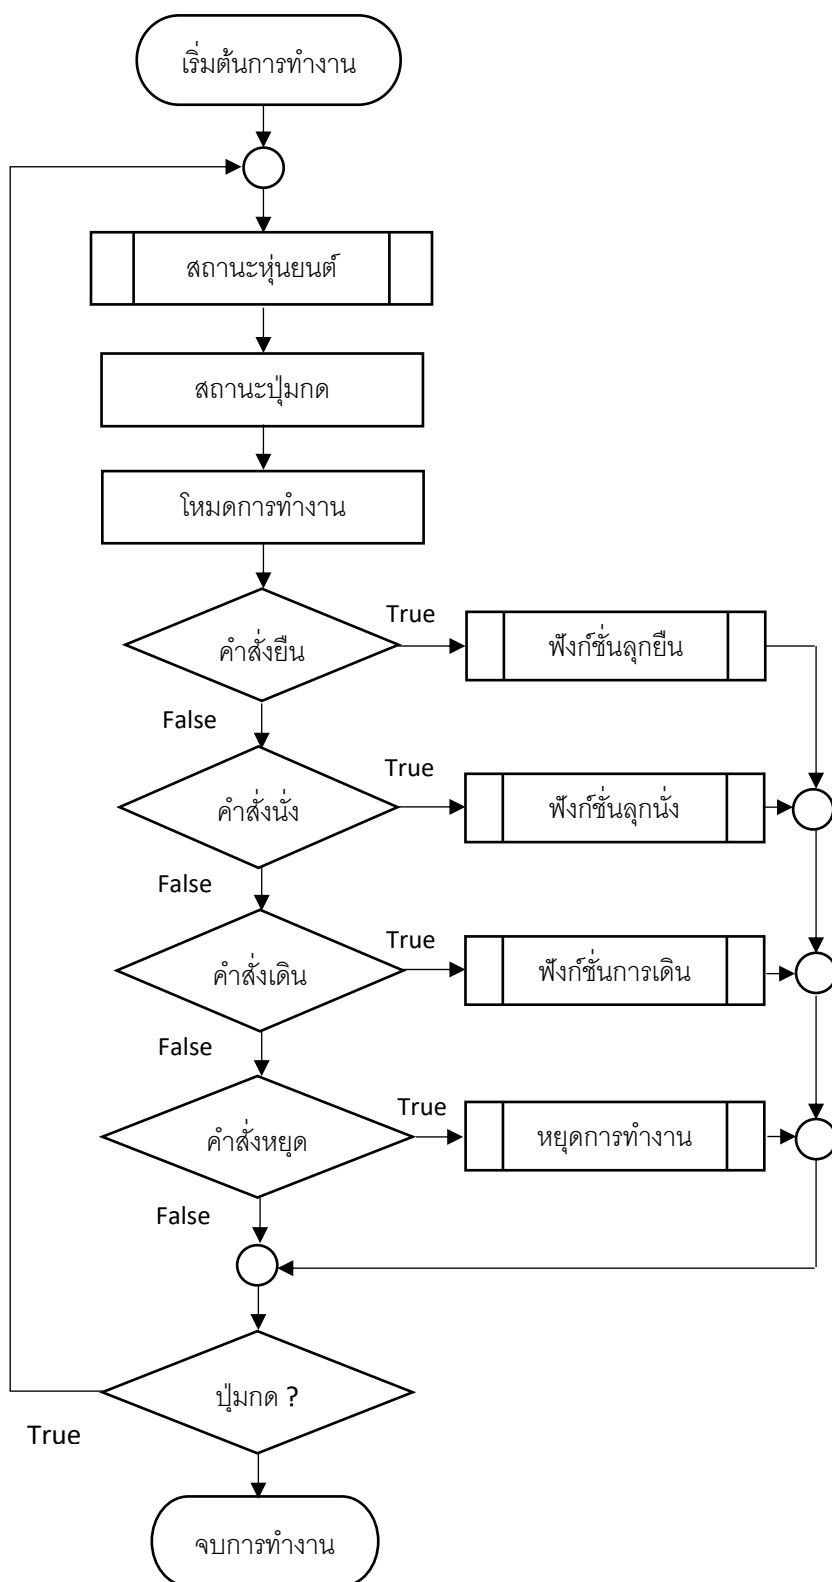 เริ่มต้นการทำงาน
สถานะหุ่นยนต์
สถานะปุ่มกด
โหมดการทำงาน
คำสั่งยืน
True
ฟังก์ชั่นลุกยืน
False
คำสั่งนั่ง
True
ฟังก์ชั่นลุกนั่ง
False
คำสั่งเดิน
True
ฟังก์ชั่นการเดิน
False
คำสั่งหยุด
True
หยุดการทำงาน
False
ปุ่มกด ?
True
จบการทำงาน